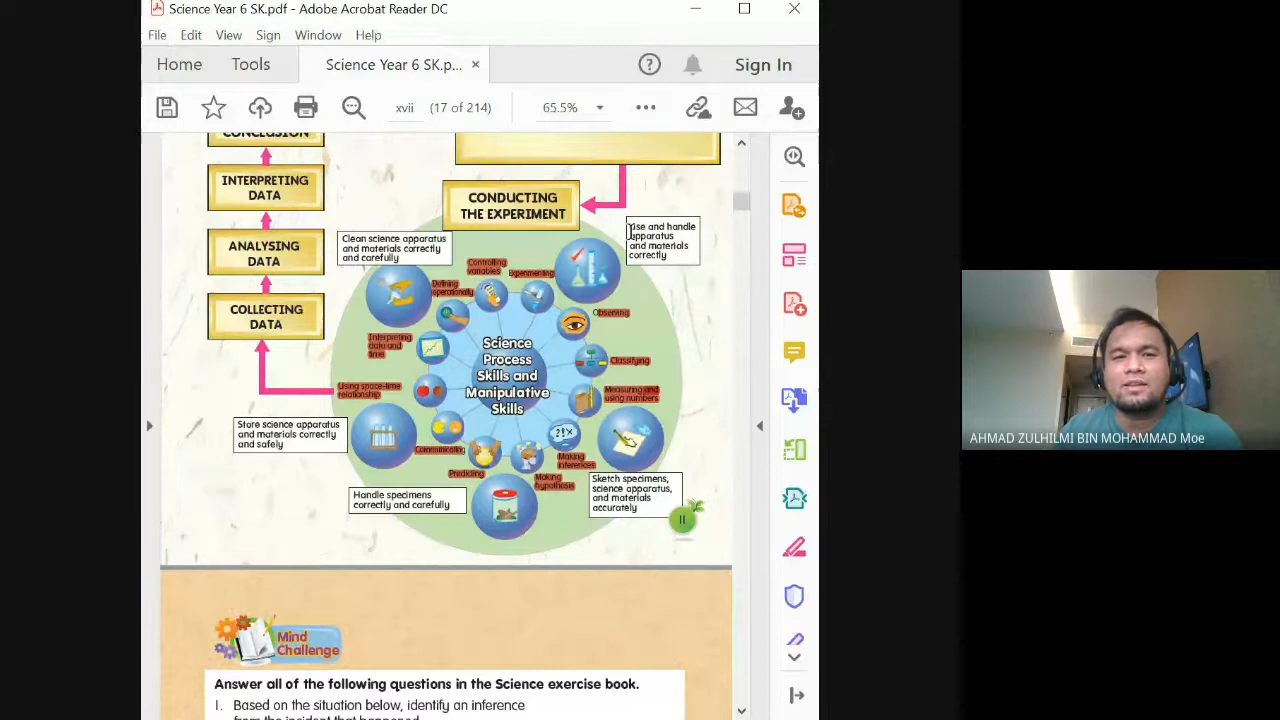 Science Year 6 SK.pdf - Adobe Acrobat Reader DC
File Edit View Sign Window Help
Home Tools Science Year 6 SK.p... × Sign In
xvii (17 of 214) 65.5%
CONCLUSION
INTERPRETING
DATA
ANALYSING
DATA
COLLECTING
DATA
CONDUCTING
THE EXPERIMENT
Use and handle
apparatus
and materials
correctly
Clean science apparatus
and materials correctly
and carefully
Controlling
variables
Experimenting
Defining
operationally
Observing
Interpreting
data and
time
Classifying
Science
Process
Skills and
Manipulative
Skills
Using space-time
relationship
Measuring and
using numbers
Store science apparatus
and materials correctly
and safely
Communicating
Predicting
Making
hypothesis
Making
inferences
Handle specimens
correctly and carefully
Sketch specimens,
science apparatus,
and materials
accurately
11
Mind
Challenge
Answer all of the following questions in the Science exercise book.
1. Based on the situation below, identify an inference
from the incident that happened
AHMAD ZULHILMI BIN MOHAMMAD Moe